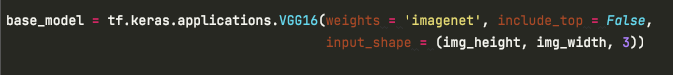 base_model = tf.keras.applications.VGG16(weights = 'imagenet', include_top = False,
input_shape = (img_height, img_width, 3))